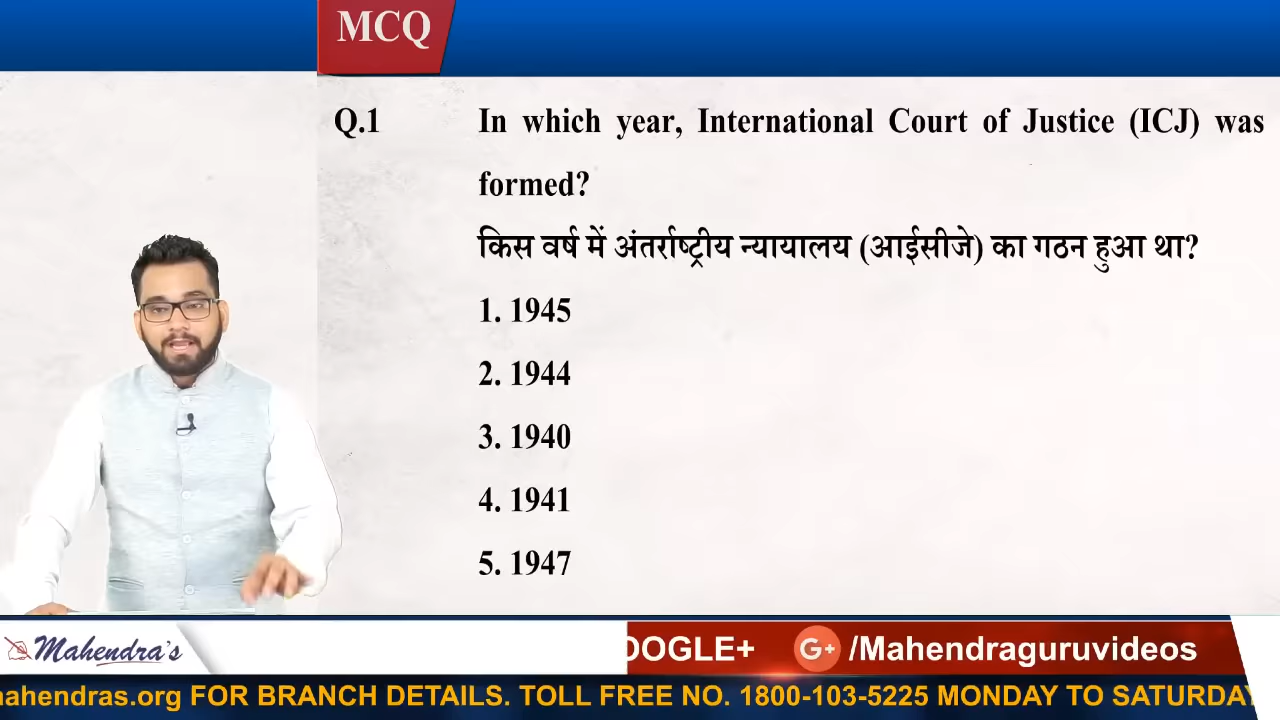 MCQ
Q.1 In which year, International Court of Justice (ICJ) was
formed?
किस वर्ष में अंतर्राष्ट्रीय न्यायालय (आईसीजे) का गठन हुआ था?
1. 1945
2. 1944
3. 1940
4. 1941
5. 1947
Mahendra's
OOGLE+ G+ /Mahendraguruvideos
mahendras.org FOR BRANCH DETAILS. TOLL FREE NO. 1800-103-5225 MONDAY TO SATURDAY